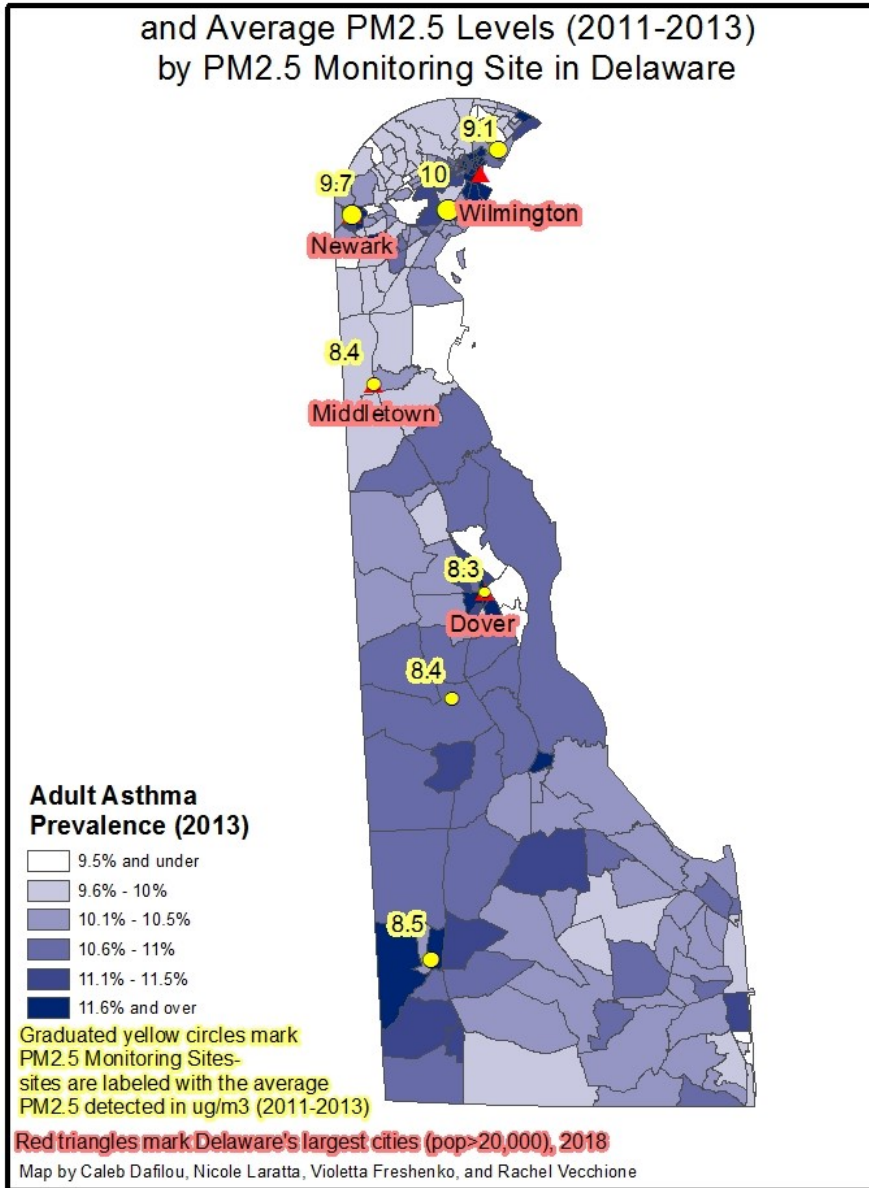 and Average PM2.5 Levels (2011-2013)
by PM2.5 Monitoring Site in Delaware
9.1
9.7
10
Wilmington
Newark
8.4
Middletown
8.3
Dover
8.4
8.5
Adult Asthma
Prevalence (2013)
9.5% and under
9.6% - 10%
10.1% - 10.5%
10.6% - 11%
11.1% - 11.5%
11.6% and over
Graduated yellow circles mark
PM2.5 Monitoring Sites-
sites are labeled with the average
PM2.5 detected in ug/m3 (2011-2013)
Red triangles mark Delaware's largest cities (pop>20,000), 2018
Map by Caleb Dafilou, Nicole Laratta, Violetta Freshenko, and Rachel Vecchione